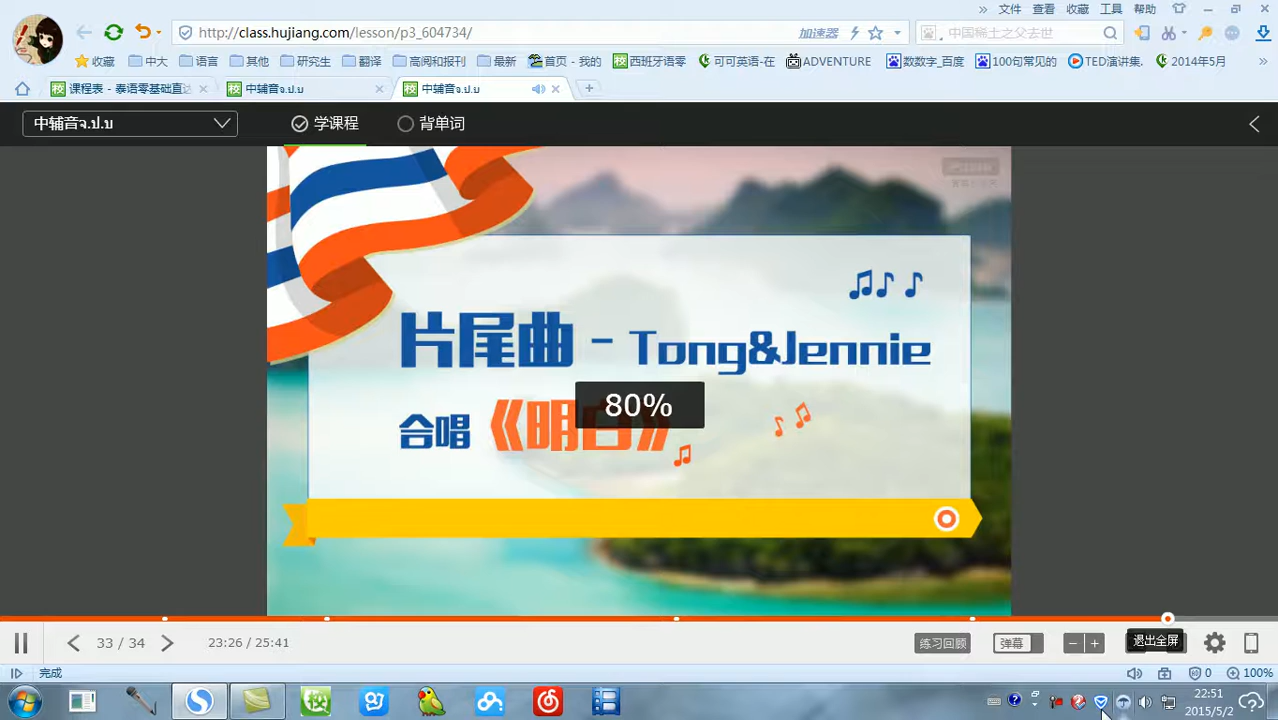 » 文件 查看 收藏 工具 帮助
http://class.hujiang.com/lesson/p3_604734/
加速器
中国稀土之父去世
收藏 中大 语言 其他 研究生 翻译 高阅和报刊 最新 首页 - 我的 西班牙语零 可可英语-在 ADVENTURE 数数字_百度 100句常见的 TED演讲集. 2014年5月 »
课程表 - 泰语零基础直达 中辅音จ.ป.บ 中辅音จ.ป.บ
中辅音จ.ป.บ 学课程 背单词
片尾曲 - Tong&Jennie
合唱 《明白》
80%
33 / 34 23:26 / 25:41 练习回顾 弹幕 退出全屏
完成 0 100%
22:51
2015/5/2